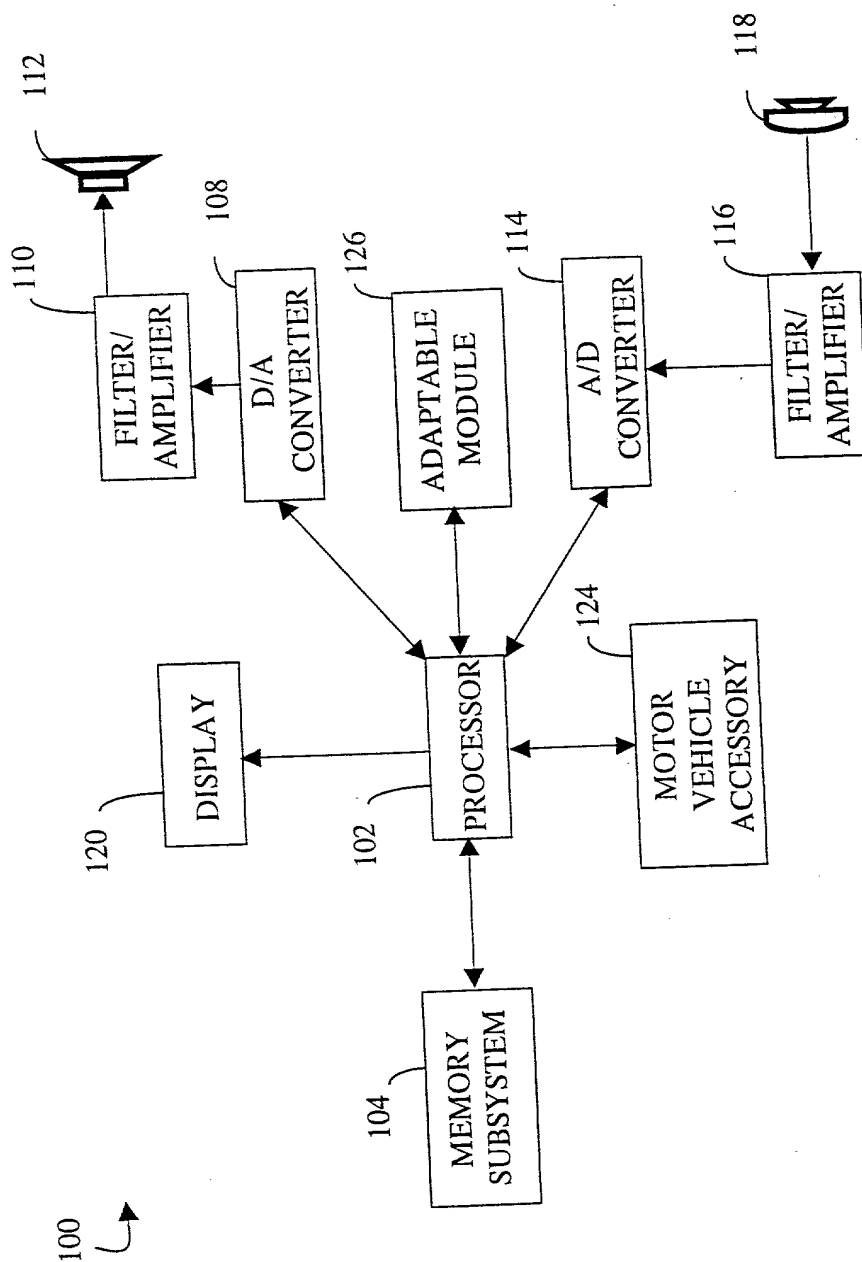 100
112
110
FILTER/
AMPLIFIER
108
D/A
CONVERTER
120
DISPLAY
126
ADAPTABLE
MODULE
102
PROCESSOR
104
MEMORY
SUBSYSTEM
114
A/D
CONVERTER
124
MOTOR
VEHICLE
ACCESSORY
118
116
FILTER/
AMPLIFIER